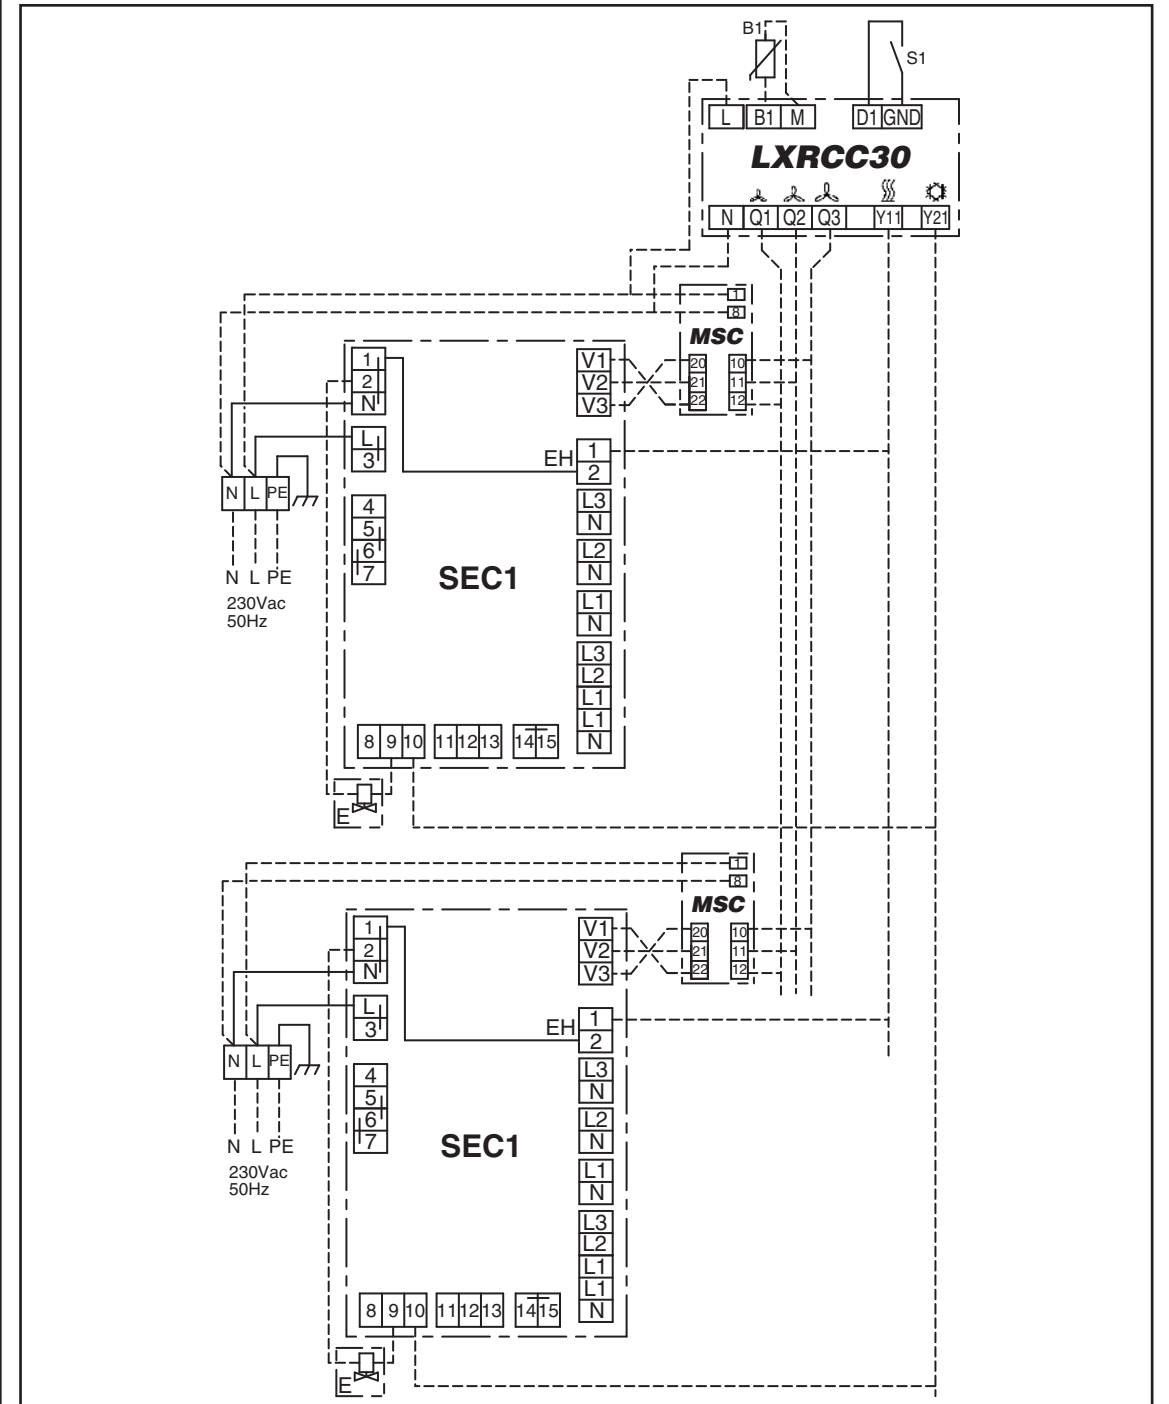 B1
S1
L B1 M D1 GND
LXRCC30
N Q1 Q2 Q3 Y11 Y21
1
8
MSC
20 10
21 11
22 12
1
2
N
L
3
V1
V2
V3
EH 1
2
N L PE
N L PE
230Vac
50Hz
4
5
6
7
SEC1
L3
N
L2
N
L1
N
L3
L2
L1
L1
N
8 9 10 11 12 13 14 15
E
1
8
MSC
20 10
21 11
22 12
1
2
N
L
3
V1
V2
V3
EH 1
2
N L PE
N L PE
230Vac
50Hz
4
5
6
7
SEC1
L3
N
L2
N
L1
N
L3
L2
L1
L1
N
8 9 10 11 12 13 14 15
E